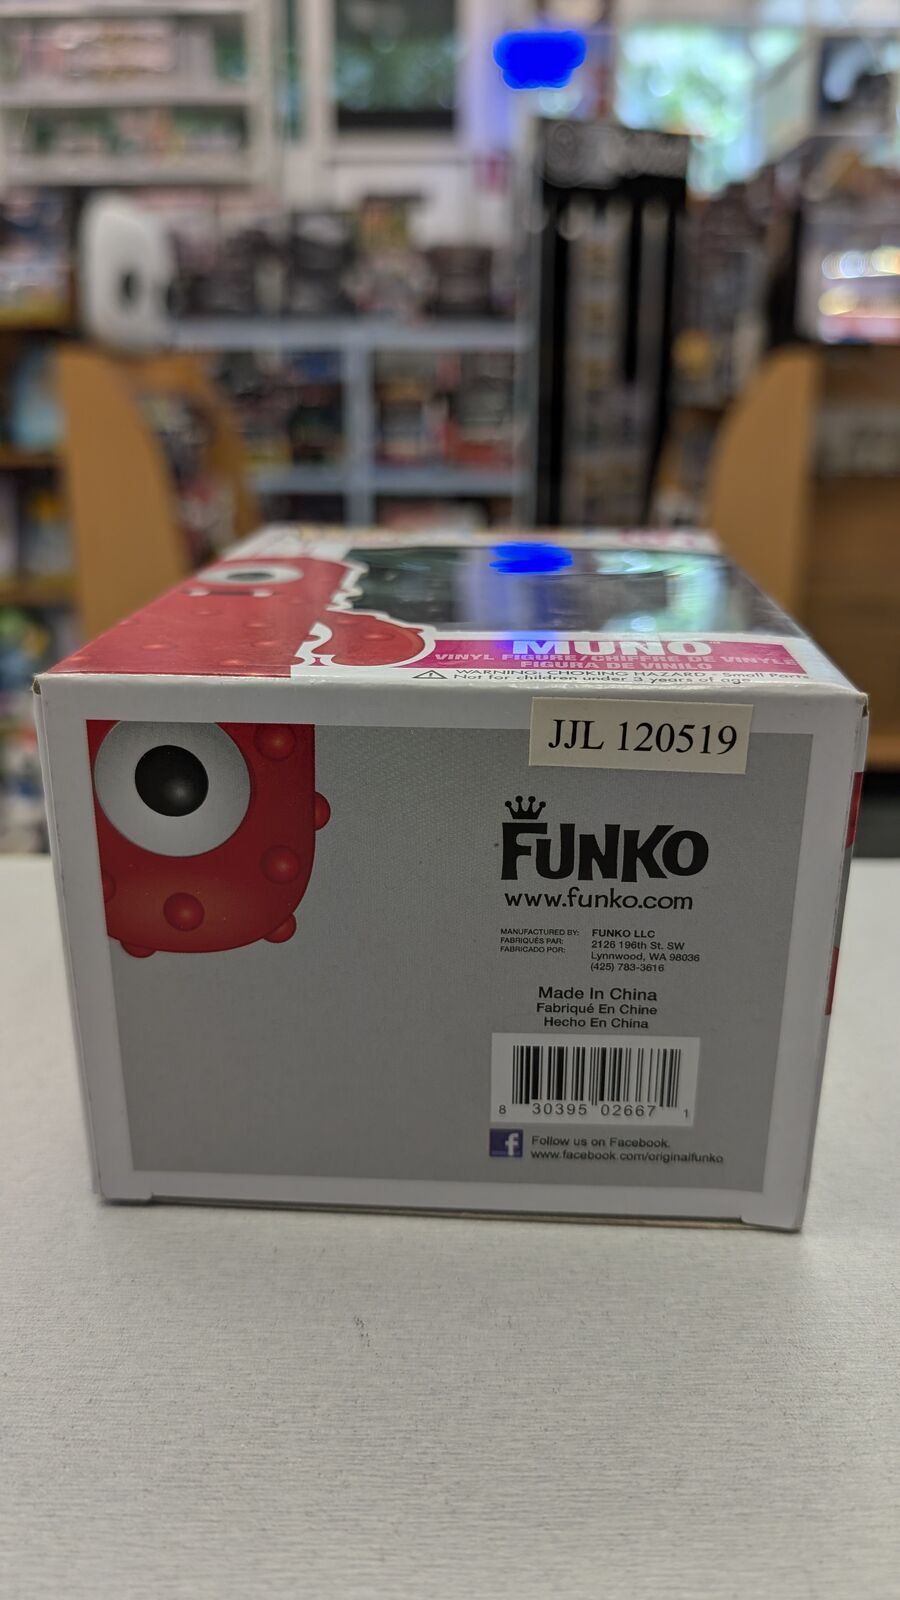 MUNO™
VINYL FIGURE / CHIFFRE DE VINYLE
FIGURA DE VINILO
⚠ WARNING: CHOKING HAZARD - Small Parts
Not for children under 3 years of age
JJL 120519
FUNKO
www.funko.com
MANUFACTURED BY: FUNKO LLC
FABRIQUÉS PAR: 2126 196th St. SW
FABRICADO POR: Lynnwood, WA 98036
(425) 783-3616
Made In China
Fabriqué En Chine
Hecho En China
8 30395 02667 1
f Follow us on Facebook.
www.facebook.com/originalfunko